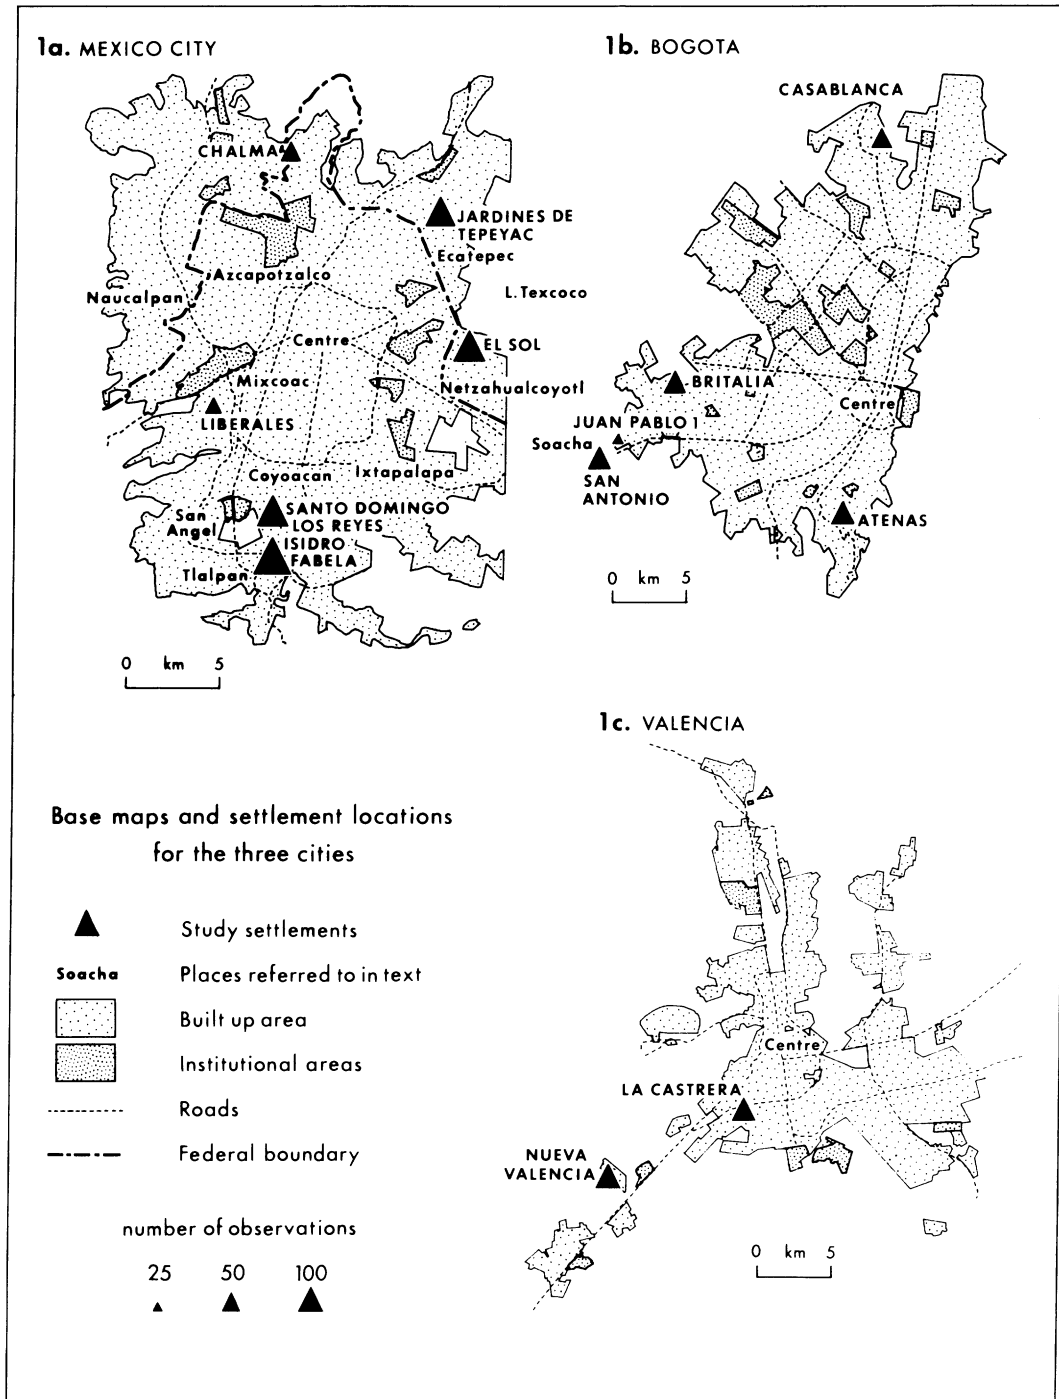 1a. MEXICO CITY
CHALMA
JARDINES DE
TEPEYAC
Ecatepec
Azcapotzalco
L. Texcoco
Naucalpan
Centre
EL SOL
Mixcoac
Netzahualcoyotl
LIBERALES
Ixtapalapa
Coyoacan
SANTO DOMINGO
LOS REYES
San
Angel
ISIDRO
FABELA
Tlalpan
0 km 5
1b. BOGOTA
CASABLANCA
BRITALIA
Centre
JUAN PABLO 1
Soacha
SAN
ANTONIO
ATENAS
0 km 5
1c. VALENCIA
Centre
LA CASTRERA
NUEVA
VALENCIA
0 km 5
Base maps and settlement locations
for the three cities
Study settlements
Soacha Places referred to in text
Built up area
Institutional areas
Roads
Federal boundary
number of observations
25 50 100